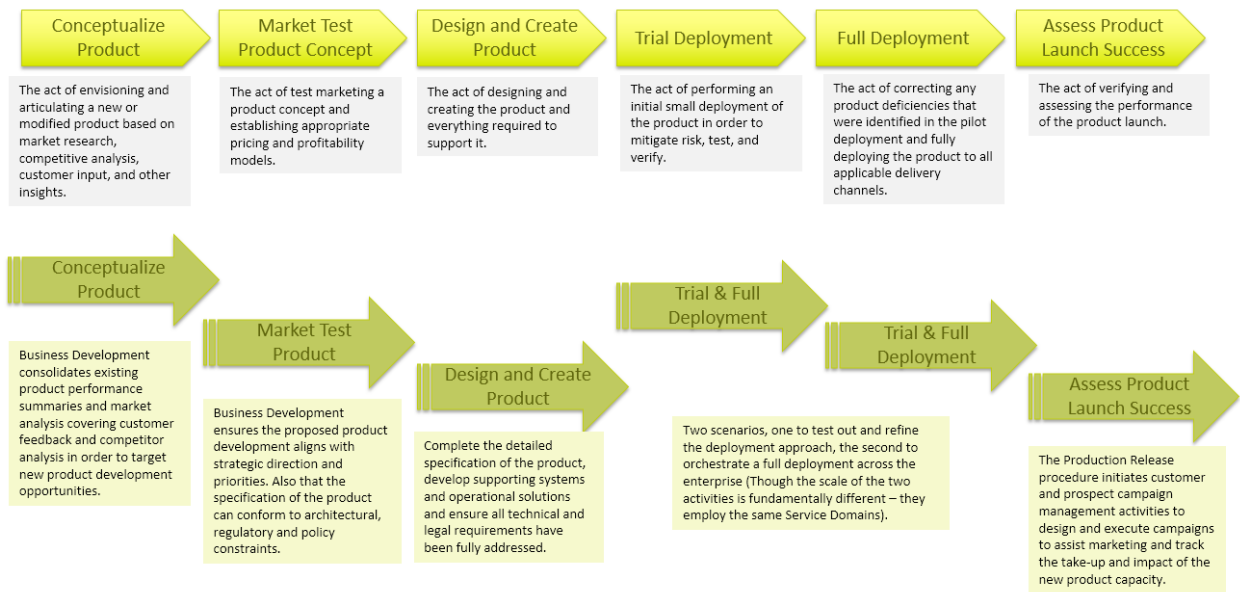 Conceptualize
Product
Market Test
Product Concept
Design and Create
Product
Trial Deployment
Full Deployment
Assess Product
Launch Success
The act of envisioning and
articulating a new or
modified product based on
market research,
competitive analysis,
customer input, and other
insights.
The act of test marketing a
product concept and
establishing appropriate
pricing and profitability
models.
The act of designing and
creating the product and
everything required to
support it.
The act of performing an
initial small deployment of
the product in order to
mitigate risk, test, and
verify.
The act of correcting any
product deficiencies that
were identified in the pilot
deployment and fully
deploying the product to all
applicable delivery
channels.
The act of verifying and
assessing the performance
of the product launch.
Conceptualize
Product
Market Test
Product
Design and Create
Product
Trial & Full
Deployment
Trial & Full
Deployment
Assess Product
Launch Success
Business Development
consolidates existing
product performance
summaries and market
analysis covering customer
feedback and competitor
analysis in order to target
new product development
opportunities.
Business Development
ensures the proposed product
development aligns with
strategic direction and
priorities. Also that the
specification of the product
can conform to architectural,
regulatory and policy
constraints.
Complete the detailed
specification of the product,
develop supporting systems
and operational solutions
and ensure all technical and
legal requirements have
been fully addressed.
Two scenarios, one to test out and refine
the deployment approach, the second to
orchestrate a full deployment across the
enterprise (Though the scale of the two
activities is fundamentally different – they
employ the same Service Domains).
The Production Release
procedure initiates customer
and prospect campaign
management activities to
design and execute campaigns
to assist marketing and track
the take-up and impact of the
new product capacity.